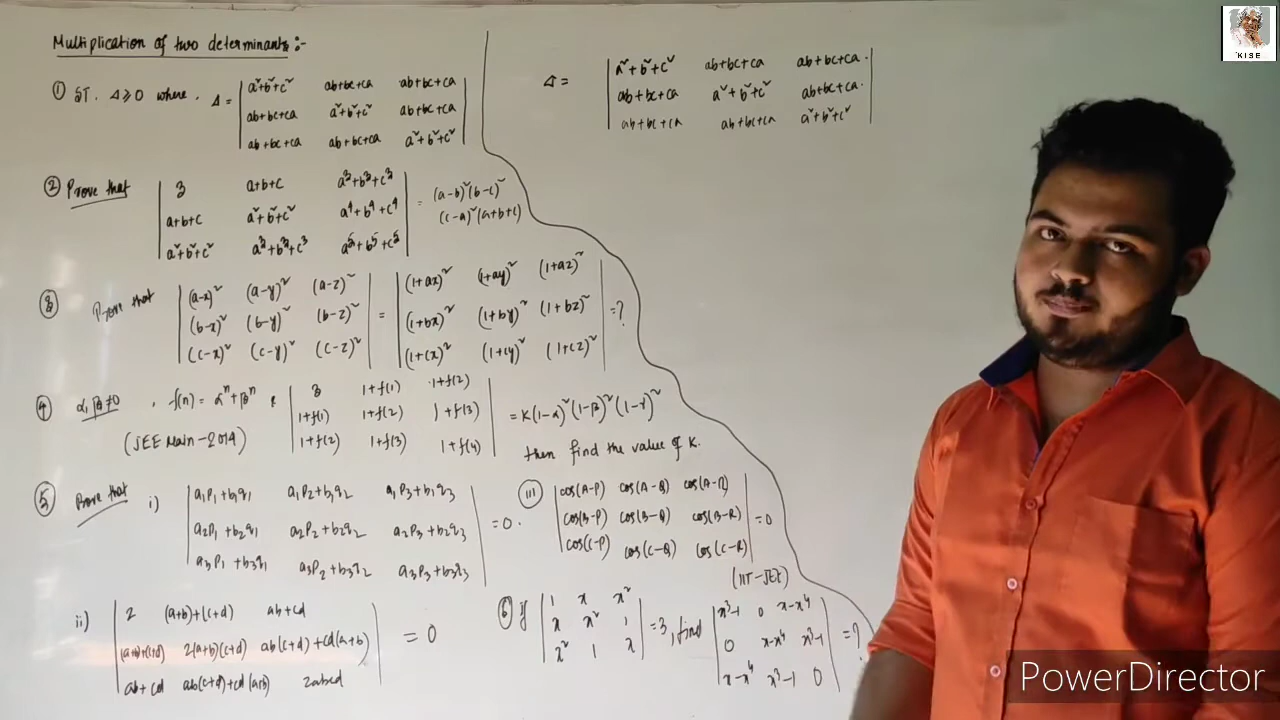 Multiplication of two determinants :-
① ST. Δ ≥ 0 where, Δ = | a²+b²+c² ab+bc+ca ab+bc+ca |
| ab+bc+ca a²+b²+c² ab+bc+ca |
| ab+bc+ca ab+bc+ca a²+b²+c² |
② Prove that | 3 a+b+c a³+b³+c³ |
| a+b+c a²+b²+c² a⁴+b⁴+c⁴ | = (a-b)²(b-c)²
(c-a)²(a+b+c)
| a²+b²+c² a³+b³+c³ a⁵+b⁵+c⁵ |
③ Prove that | (a-x)² (a-y)² (a-z)² | = | (1+ax)² (1+ay)² (1+az)² | = ?
| (b-x)² (b-y)² (b-z)² | | (1+bx)² (1+by)² (1+bz)² |
| (c-x)² (c-y)² (c-z)² | | (1+cx)² (1+cy)² (1+cz)² |
④ α, β ≠ 0 , f(n) = αⁿ+βⁿ & | 3 1+f(1) 1+f(2) |
| 1+f(1) 1+f(2) 1+f(3) | = K(1-α)²(1-β)²(1-γ)²
(JEE Main-2014) | 1+f(2) 1+f(3) 1+f(4) | then find the value of K.
⑤ Prove that i) | a₁p₁+b₁q₁ a₁p₂+b₁q₂ a₁p₃+b₁q₃ |
| a₂p₁+b₂q₁ a₂p₂+b₂q₂ a₂p₃+b₂q₃ | = 0.
| a₃p₁+b₃q₁ a₃p₂+b₃q₂ a₃p₃+b₃q₃ |
iii) | cos(A-P) cos(A-Q) cos(A-R) |
| cos(B-P) cos(B-Q) cos(B-R) | = 0
| cos(C-P) cos(C-Q) cos(C-R) |
(IIT-JEE)
ii) | 2 (a+b)+(c+d) ab+cd |
| (a+b)+(c+d) 2(a+b)(c+d) ab(c+d)+cd(a+b) | = 0
| ab+cd ab(c+d)+cd(a+b) 2abcd |
⑥ If | 1 x x² | = 3, find | x³-1 0 x-x⁴ | = ?
| x x² 1 | | 0 x-x⁴ x³-1 |
| x² 1 x | | x-x⁴ x³-1 0 |
Δ = | a²+b²+c² ab+bc+ca ab+bc+ca. |
| ab+bc+ca a²+b²+c² ab+bc+ca. |
| ab+bc+ca ab+bc+ca a²+b²+c² |
'KISE
PowerDirector